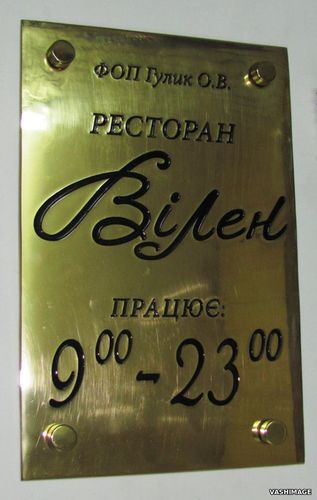 ФОП Гулик О.В.
РЕСТОРАН
Вілен
ПРАЦЮЄ:
9⁰⁰ - 23⁰⁰
VASHIMAGE